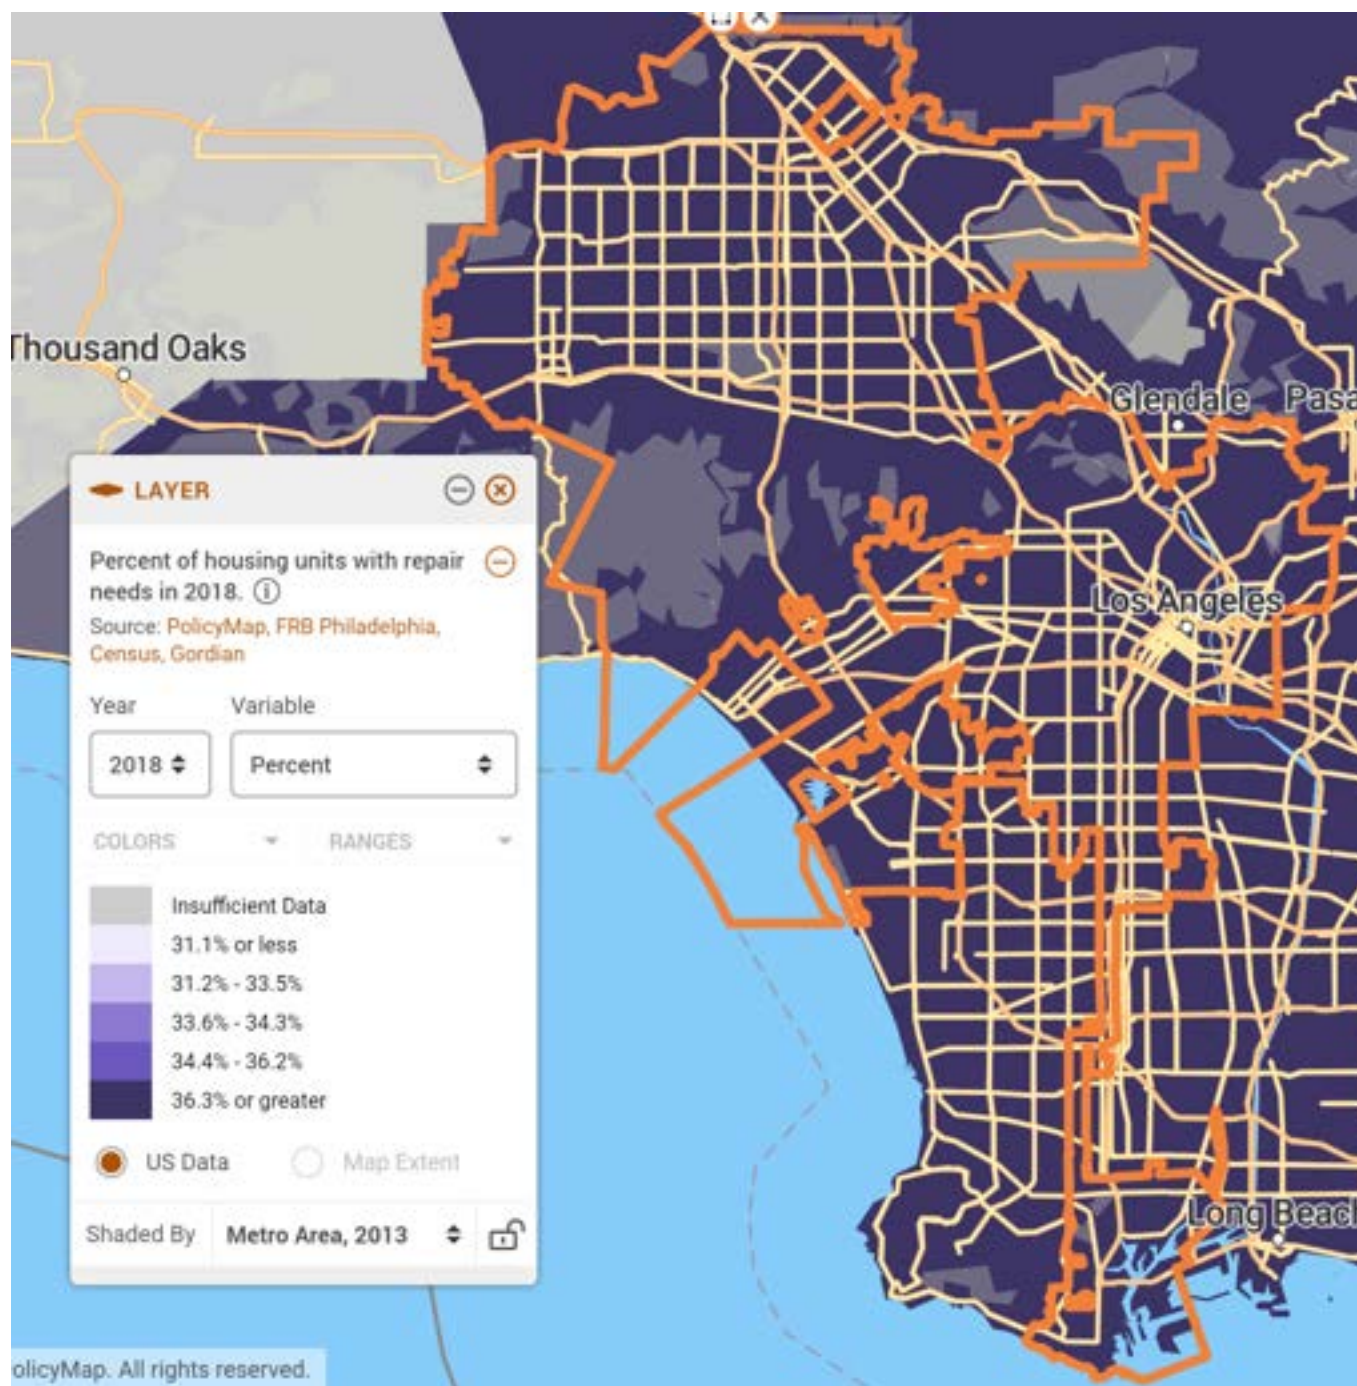 Thousand Oaks
Glendale
Pasa
LAYER
Percent of housing units with repair
needs in 2018.
Source: PolicyMap, FRB Philadelphia,
Census, Gordian
Year Variable
2018 Percent
COLORS RANGES
Insufficient Data
31.1% or less
31.2% - 33.5%
33.6% - 34.3%
34.4% - 36.2%
36.3% or greater
US Data Map Extent
Shaded By Metro Area, 2013
Los Angeles
Long Beach
olicyMap. All rights reserved.